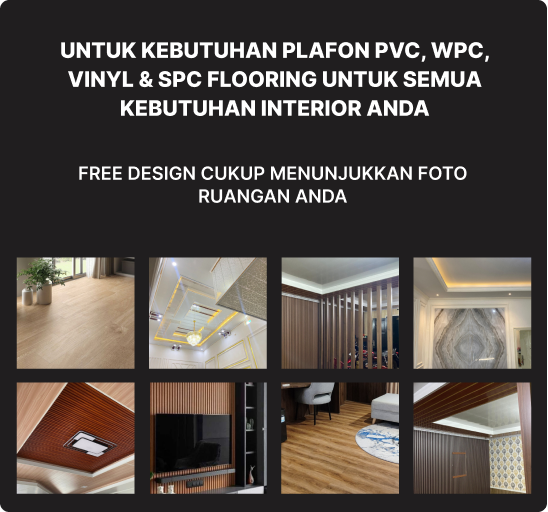 UNTUK KEBUTUHAN PLAFON PVC, WPC,
VINYL & SPC FLOORING UNTUK SEMUA
KEBUTUHAN INTERIOR ANDA
FREE DESIGN CUKUP MENUNJUKKAN FOTO
RUANGAN ANDA